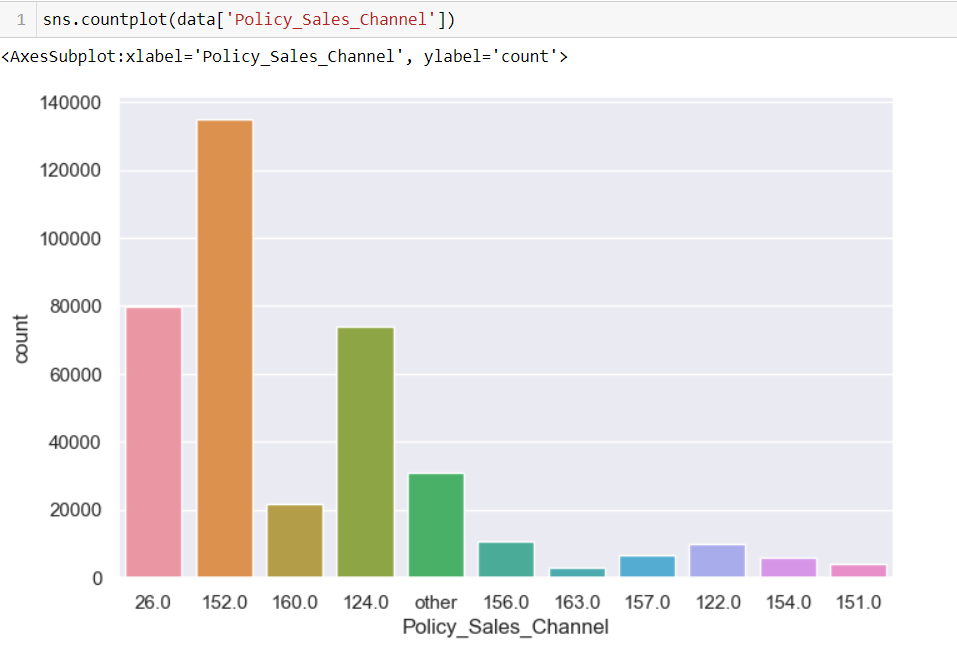 1 sns.countplot(data['Policy_Sales_Channel'])
<AxesSubplot:xlabel='Policy_Sales_Channel', ylabel='count'>
140000
120000
100000
80000
60000
40000
20000
0
count
26.0 152.0 160.0 124.0 other 156.0 163.0 157.0 122.0 154.0 151.0
Policy_Sales_Channel